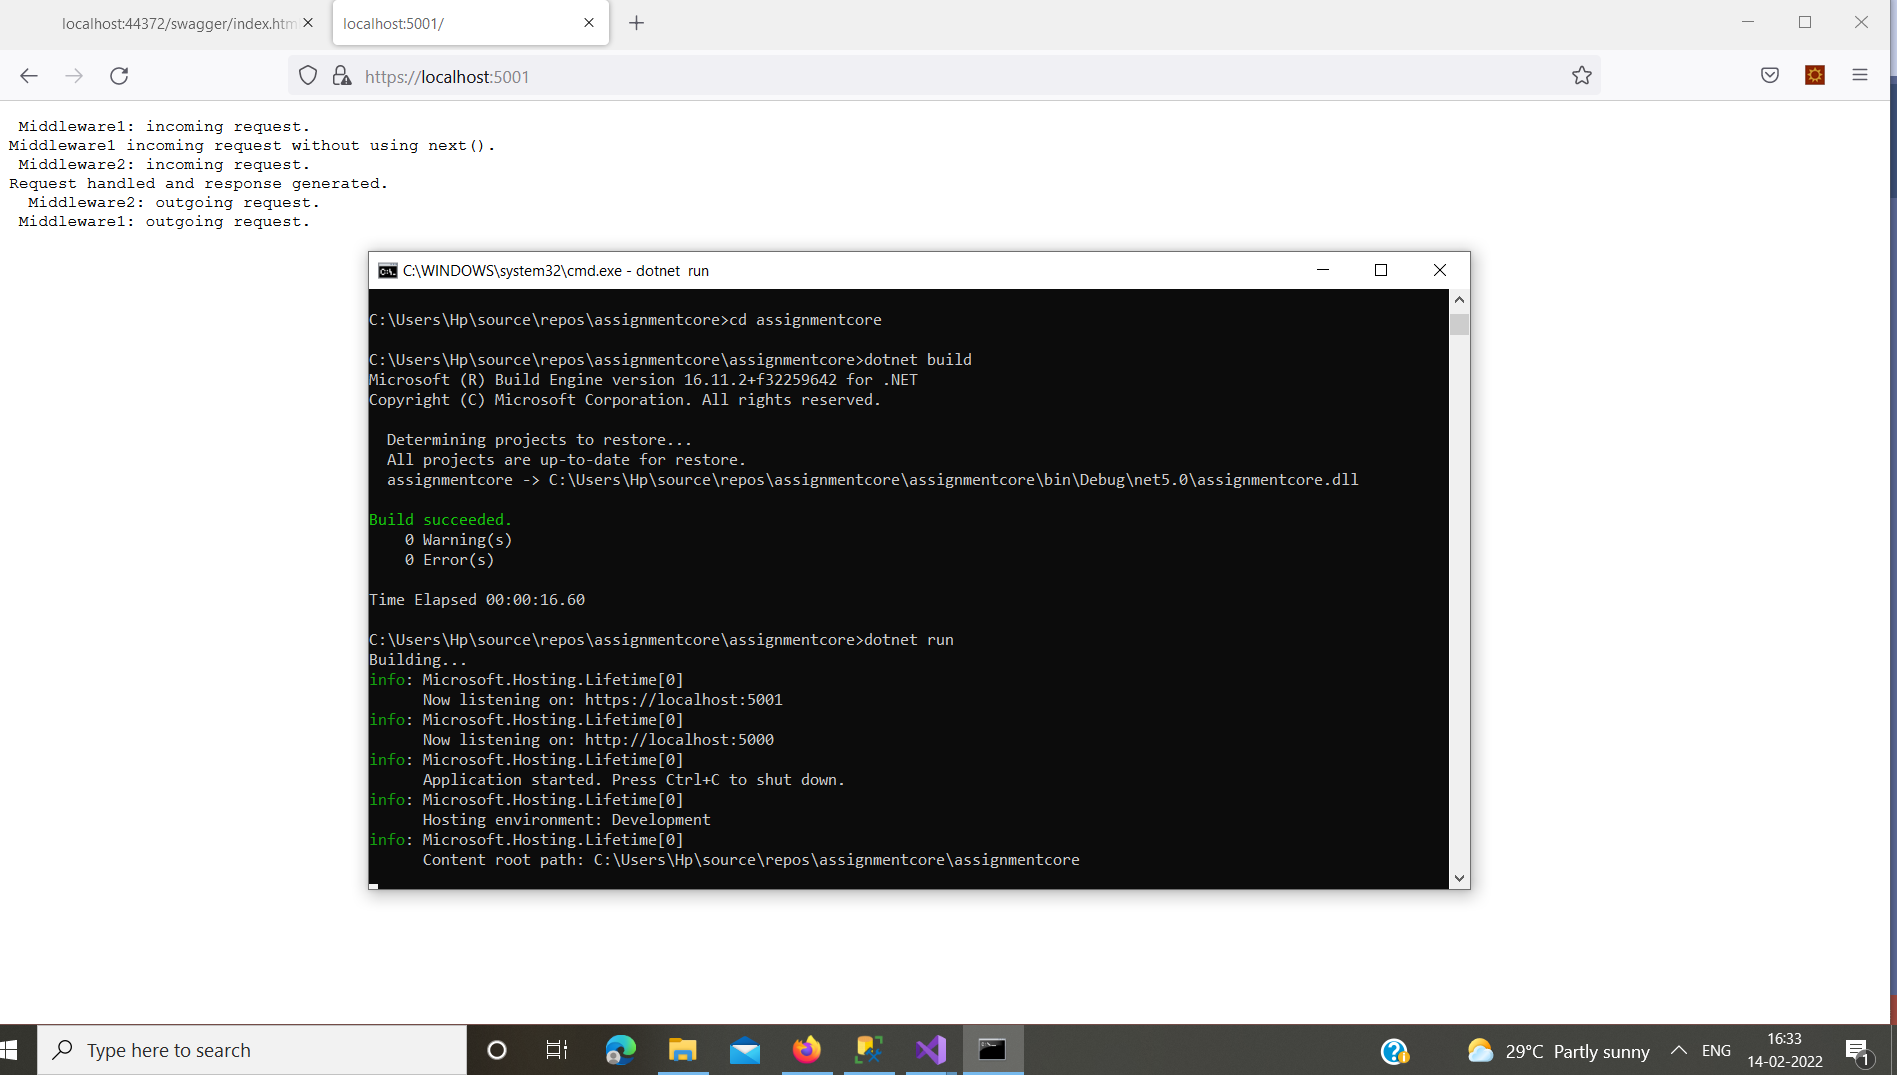 localhost:44372/swagger/index.htm
localhost:5001/
https://localhost:5001
Middleware1: incoming request.
Middleware1 incoming request without using next().
Middleware2: incoming request.
Request handled and response generated.
Middleware2: outgoing request.
Middleware1: outgoing request.
C:\WINDOWS\system32\cmd.exe - dotnet  run
C:\Users\Hp\source\repos\assignmentcore>cd assignmentcore
C:\Users\Hp\source\repos\assignmentcore\assignmentcore>dotnet build
Microsoft (R) Build Engine version 16.11.2+f32259642 for .NET
Copyright (C) Microsoft Corporation. All rights reserved.
Determining projects to restore...
All projects are up-to-date for restore.
assignmentcore -> C:\Users\Hp\source\repos\assignmentcore\assignmentcore\bin\Debug\net5.0\assignmentcore.dll
Build succeeded.
0 Warning(s)
0 Error(s)
Time Elapsed 00:00:16.60
C:\Users\Hp\source\repos\assignmentcore\assignmentcore>dotnet run
Building...
info: Microsoft.Hosting.Lifetime[0]
Now listening on: https://localhost:5001
info: Microsoft.Hosting.Lifetime[0]
Now listening on: http://localhost:5000
info: Microsoft.Hosting.Lifetime[0]
Application started. Press Ctrl+C to shut down.
info: Microsoft.Hosting.Lifetime[0]
Hosting environment: Development
info: Microsoft.Hosting.Lifetime[0]
Content root path: C:\Users\Hp\source\repos\assignmentcore\assignmentcore
Type here to search
29°C Partly sunny
ENG
16:33
14-02-2022
1